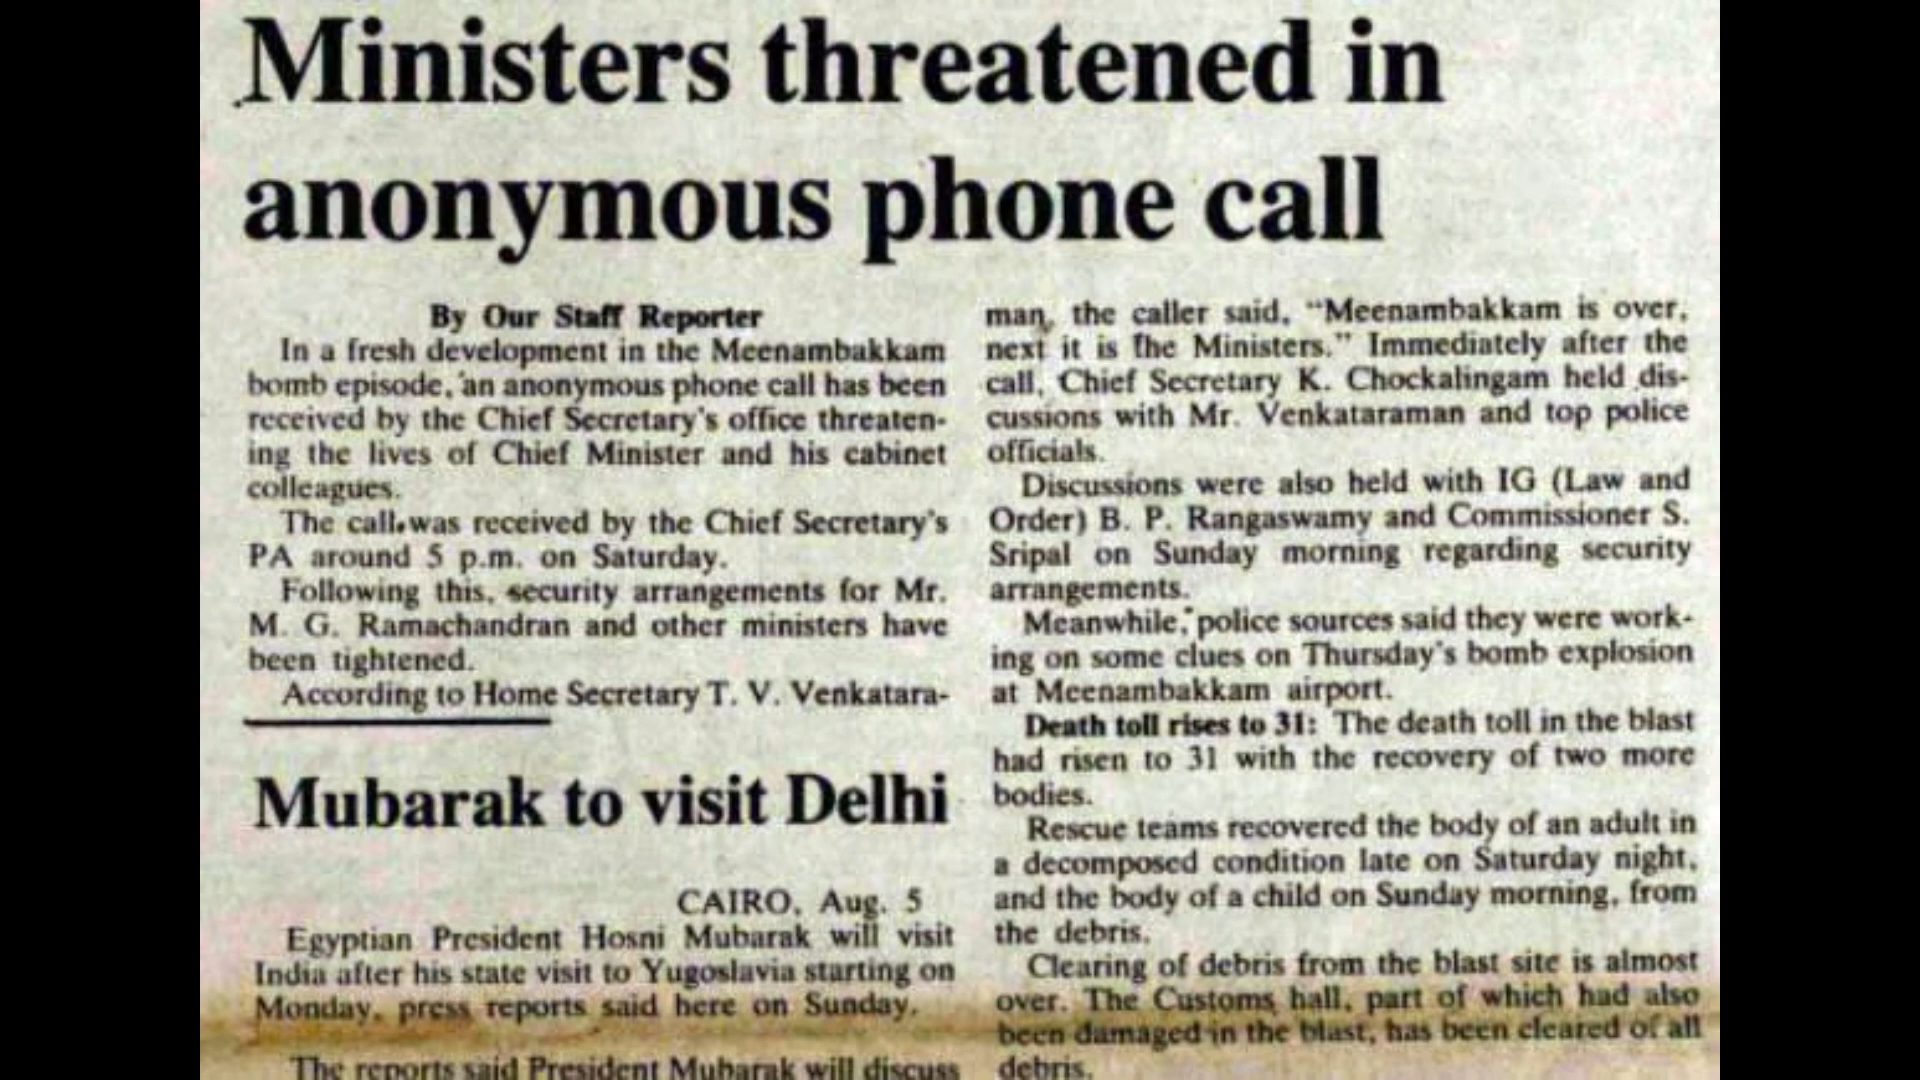 Ministers threatened in
anonymous phone call
By Our Staff Reporter
In a fresh development in the Meenambakkam
bomb episode, an anonymous phone call has been
received by the Chief Secretary's office threaten-
ing the lives of Chief Minister and his cabinet
colleagues.
The call was received by the Chief Secretary's
PA around 5 p.m. on Saturday.
Following this, security arrangements for Mr.
M. G. Ramachandran and other ministers have
been tightened.
According to Home Secretary T. V. Venkatara-
man, the caller said, "Meenambakkam is over,
next it is the Ministers." Immediately after the
call, Chief Secretary K. Chockalingam held dis-
cussions with Mr. Venkataraman and top police
officials.
Discussions were also held with IG (Law and
Order) B. P. Rangaswamy and Commissioner S.
Sripal on Sunday morning regarding security
arrangements.
Meanwhile, police sources said they were work-
ing on some clues on Thursday's bomb explosion
at Meenambakkam airport.
Death toll rises to 31: The death toll in the blast
had risen to 31 with the recovery of two more
bodies.
Rescue teams recovered the body of an adult in
a decomposed condition late on Saturday night,
and the body of a child on Sunday morning, from
the debris.
Clearing of debris from the blast site is almost
over. The Customs hall, part of which had also
been damaged in the blast, has been cleared of all
debris.
Mubarak to visit Delhi
CAIRO, Aug. 5
Egyptian President Hosni Mubarak will visit
India after his state visit to Yugoslavia starting on
Monday, press reports said here on Sunday.
The reports said President Mubarak will discuss